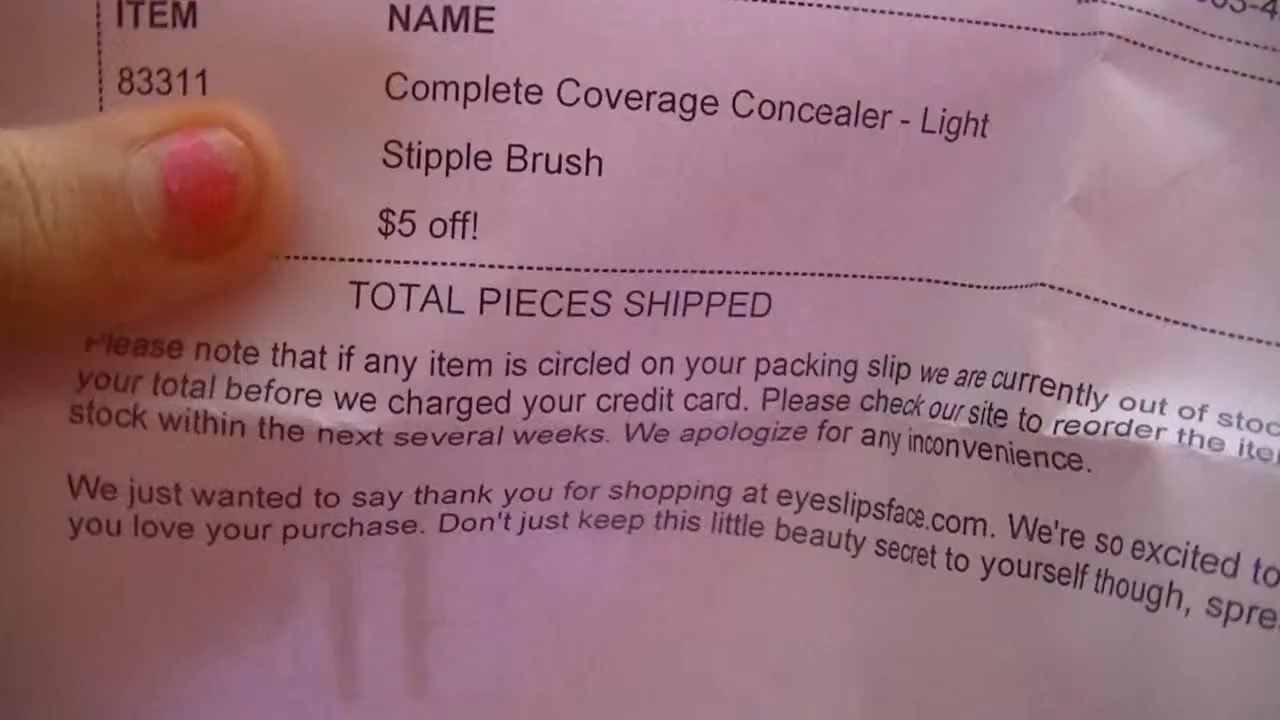 ITEM NAME
83311 Complete Coverage Concealer - Light
Stipple Brush
$5 off!
TOTAL PIECES SHIPPED
Please note that if any item is circled on your packing slip we are currently out of stoc
your total before we charged your credit card. Please check our site to reorder the ite
stock within the next several weeks. We apologize for any inconvenience.
We just wanted to say thank you for shopping at eyeslipsface.com. We're so excited to
you love your purchase. Don't just keep this little beauty secret to yourself though, spre